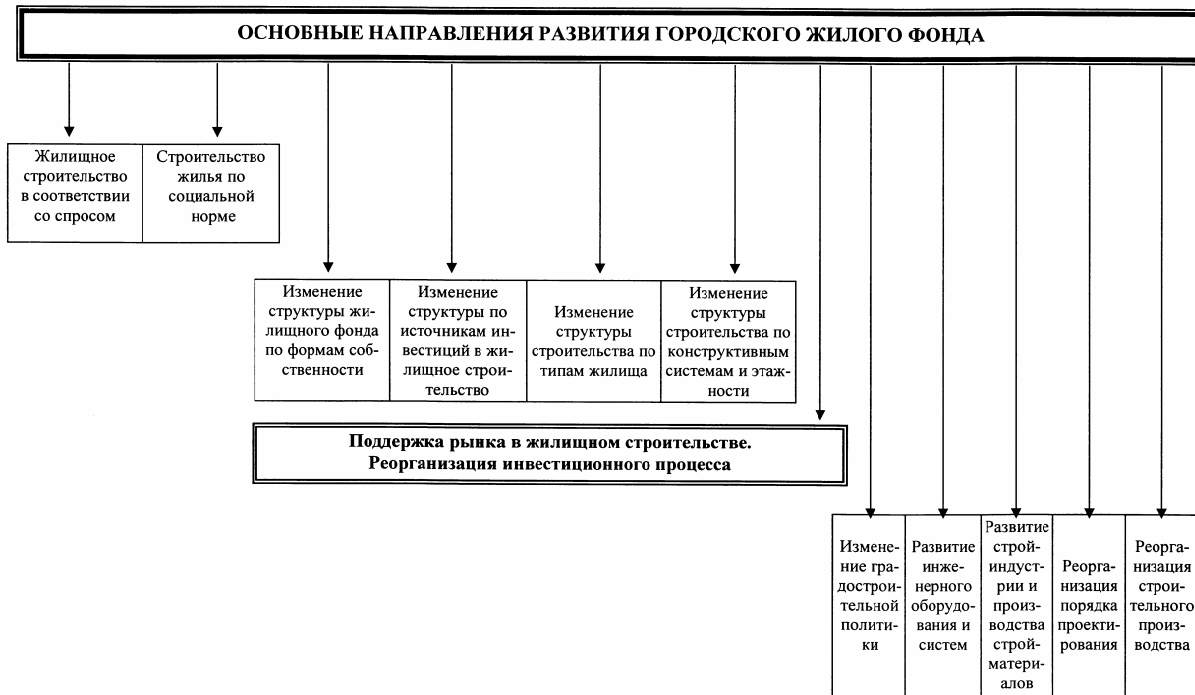 ОСНОВНЫЕ НАПРАВЛЕНИЯ РАЗВИТИЯ ГОРОДСКОГО ЖИЛОГО ФОНДА
Жилищное
строительство
в соответствии
со спросом
Строительство
жилья по
социальной
норме
Изменение
структуры жи-
лищного фонда
по формам соб-
ственности
Изменение
структуры по
источникам ин-
вестиций в жи-
лищное строи-
тельство
Изменение
структуры
строительства по
типам жилища
Изменение
структуры
строительства по
конструктивным
системам и этаж-
ности
Поддержка рынка в жилищном строительстве.
Реорганизация инвестиционного процесса
Измене-
ние гра-
достроит-
ельной
полити-
ки
Развитие
инже-
нерного
оборудо-
вания и
систем
Развитие
строй-
индуст-
рии и
произ-
водства
строй-
матери-
алов
Реорга-
низация
порядка
проекти-
рования
Реорга-
низация
строи-
тельного
произ-
водства